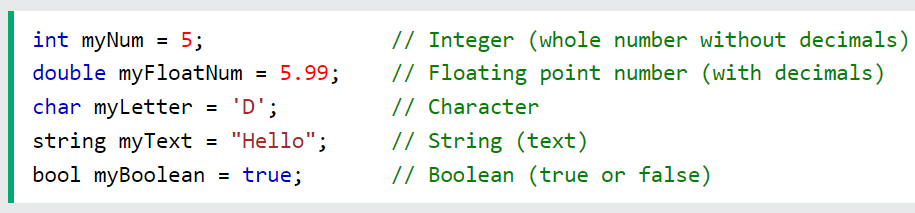 int myNum = 5;               // Integer (whole number without decimals)
double myFloatNum = 5.99;    // Floating point number (with decimals)
char myLetter = 'D';         // Character
string myText = "Hello";     // String (text)
bool myBoolean = true;       // Boolean (true or false)